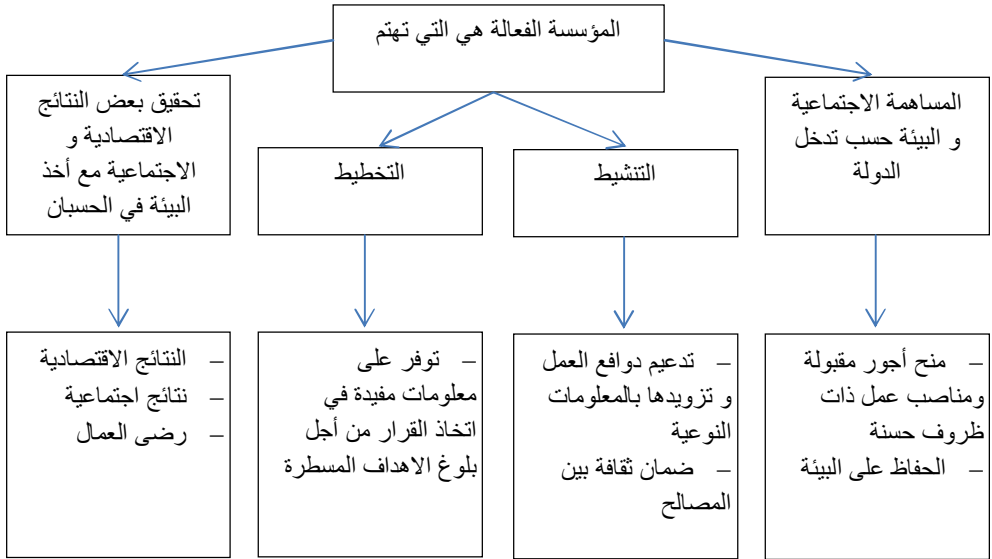 المؤسسة الفعالة هي التي تهتم
المساهمة الاجتماعية
و البيئة حسب تدخل
الدولة
التنشيط
التخطيط
تحقيق بعض النتائج
الاقتصادية و
الاجتماعية مع أخذ
البيئة في الحسبان
– منح أجور مقبولة
ومناصب عمل ذات
ظروف حسنة
– الحفاظ على البيئة
– تدعيم دوافع العمل
و تزويدها بالمعلومات
النوعية
– ضمان ثقافة بين
المصالح
– توفر على
معلومات مفيدة في
اتخاذ القرار من أجل
بلوغ الاهداف المسطرة
– النتائج الاقتصادية
– نتائج اجتماعية
– رضى العمال